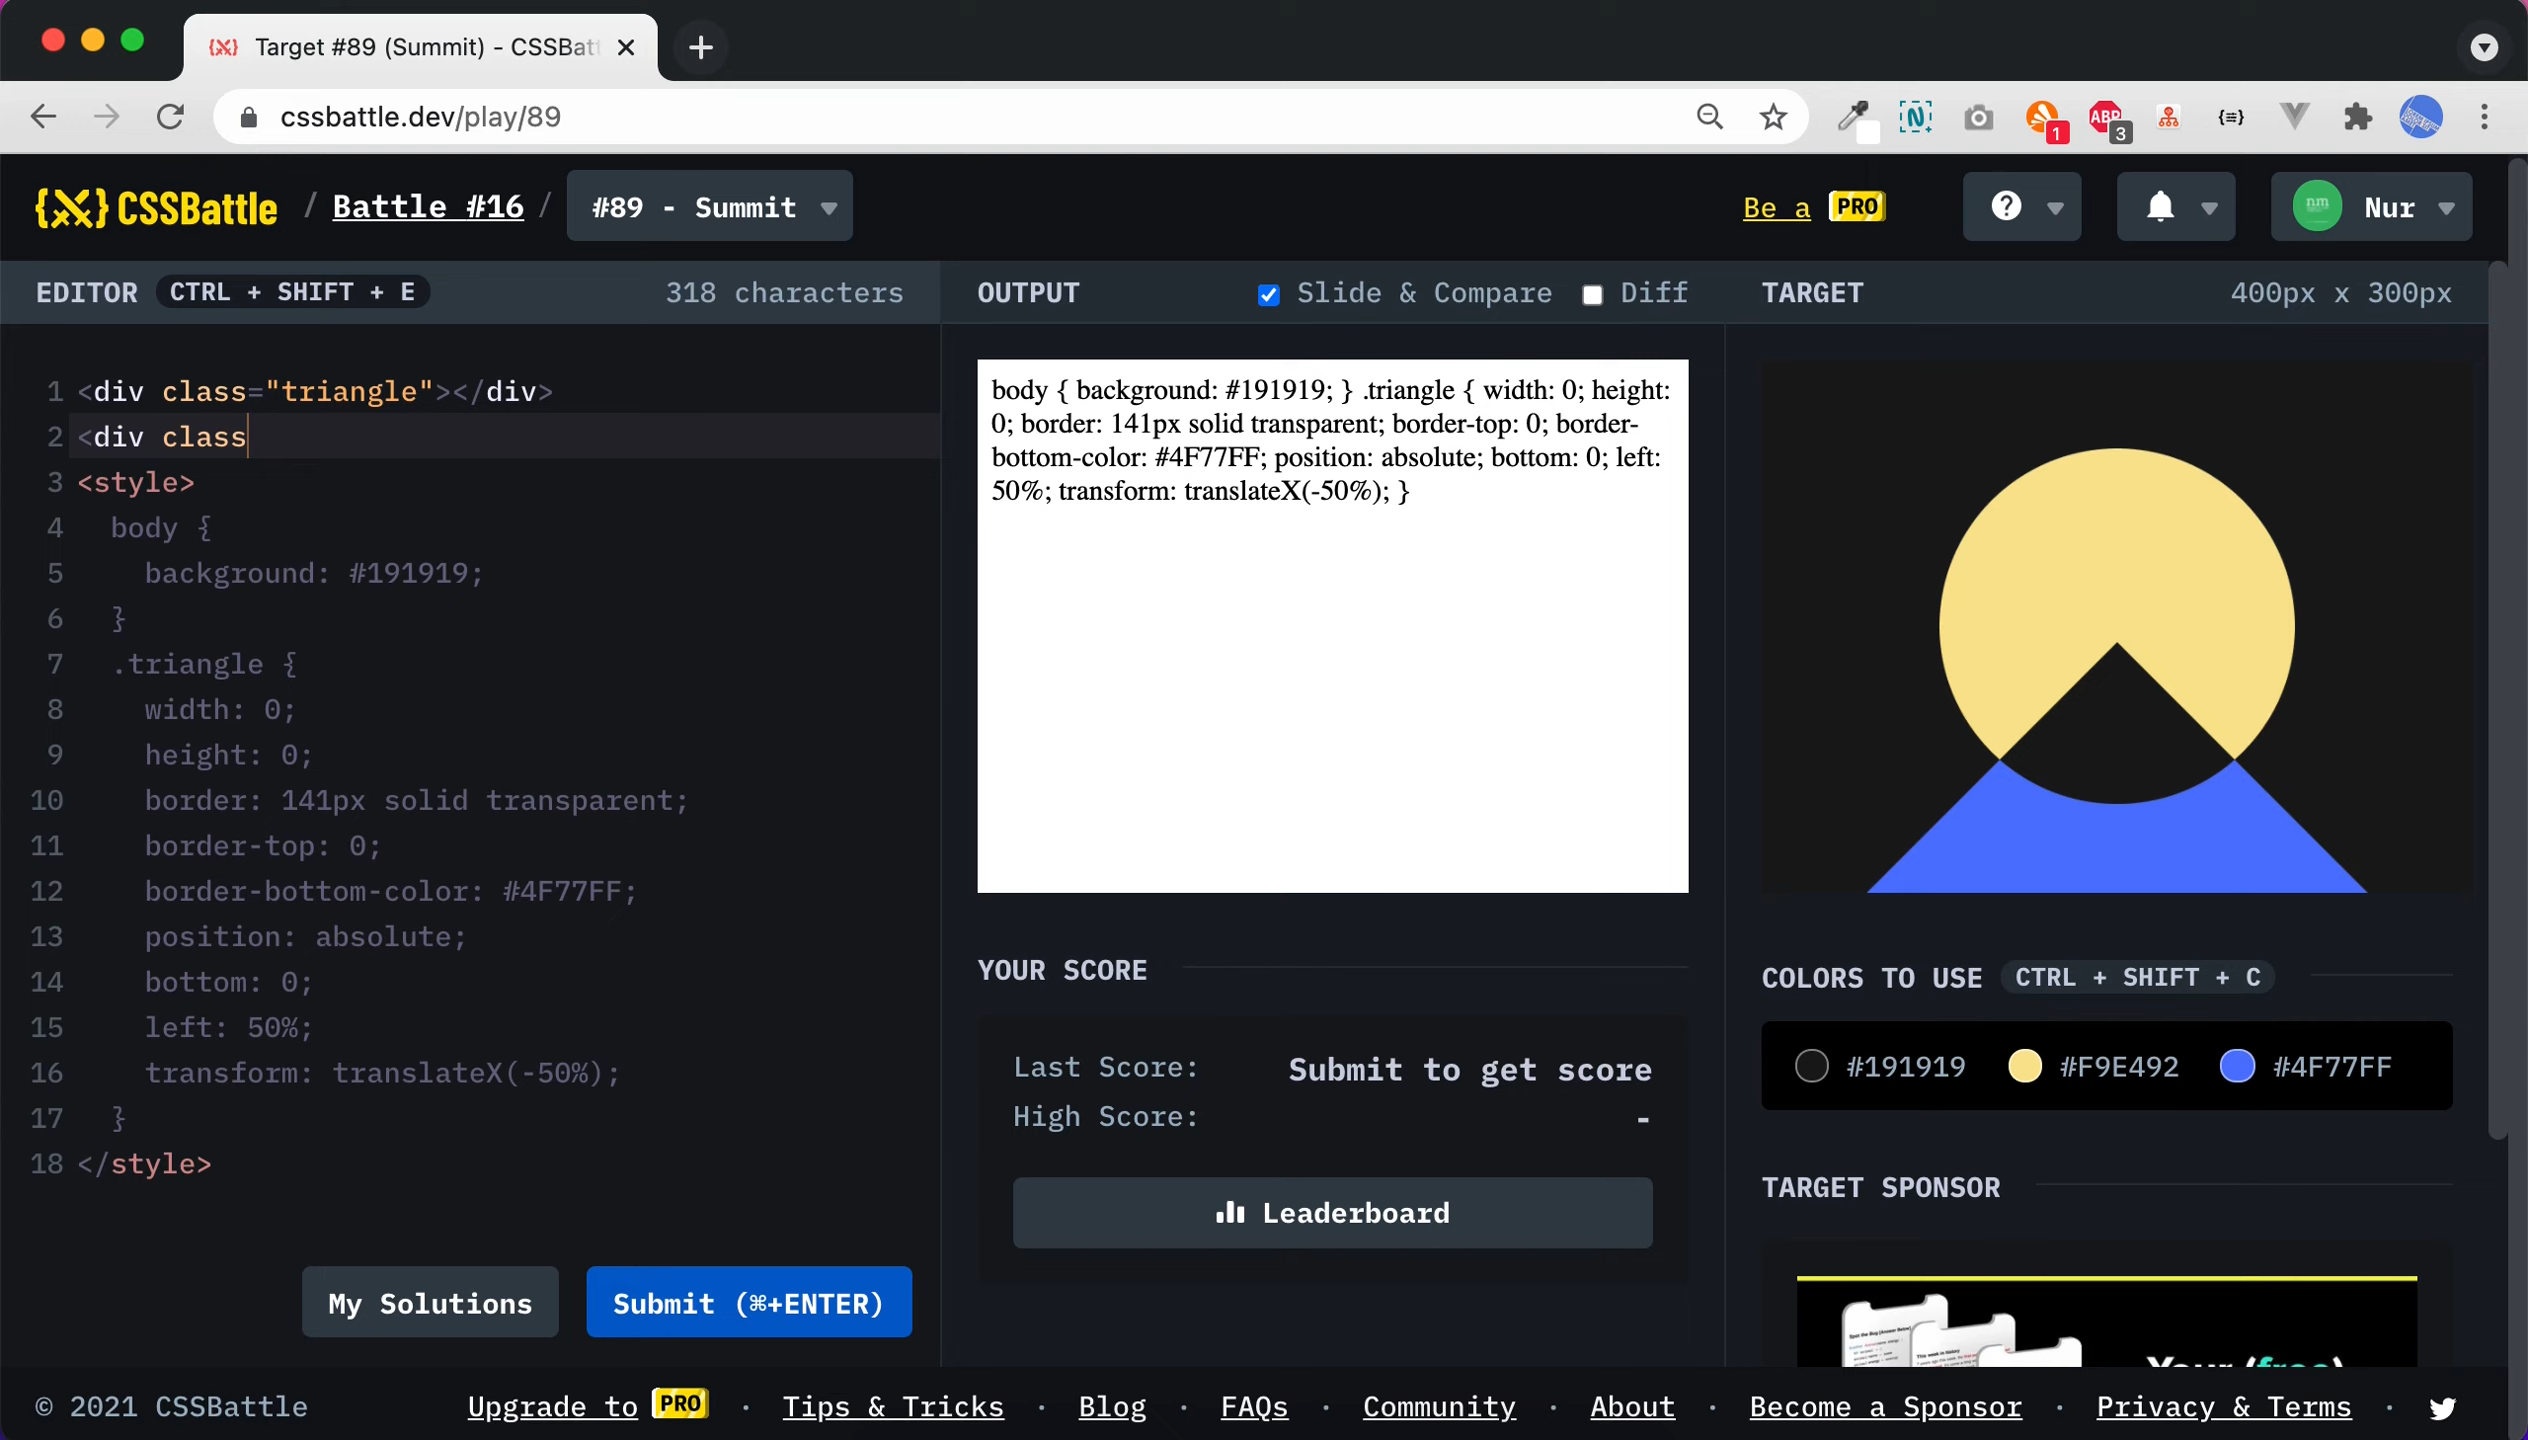 Target #89 (Summit) - CSSBatt
cssbattle.dev/play/89
1
ABP
3
CSSBattle / Battle #16 / #89 - Summit
Be a PRO
nm
Nur
EDITOR CTRL + SHIFT + E 318 characters
OUTPUT Slide & Compare Diff
TARGET 400px x 300px
1 <div class="triangle"></div>
2 <div class
3 <style>
4 body {
5 background: #191919;
6 }
7 .triangle {
8 width: 0;
9 height: 0;
10 border: 141px solid transparent;
11 border-top: 0;
12 border-bottom-color: #4F77FF;
13 position: absolute;
14 bottom: 0;
15 left: 50%;
16 transform: translateX(-50%);
17 }
18 </style>
My Solutions
Submit (⌘+ENTER)
body { background: #191919; } .triangle { width: 0; height:
0; border: 141px solid transparent; border-top: 0; border-
bottom-color: #4F77FF; position: absolute; bottom: 0; left:
50%; transform: translateX(-50%); }
YOUR SCORE
Last Score: Submit to get score
High Score: -
Leaderboard
COLORS TO USE CTRL + SHIFT + C
#191919 #F9E492 #4F77FF
TARGET SPONSOR
Your (free)
© 2021 CSSBattle
Upgrade to PRO · Tips & Tricks · Blog · FAQs · Community · About · Become a Sponsor · Privacy & Terms ·